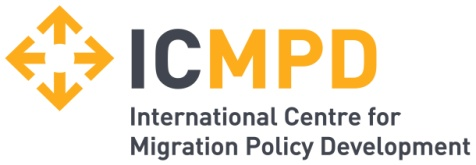 ICMPD
International Centre for
Migration Policy Development